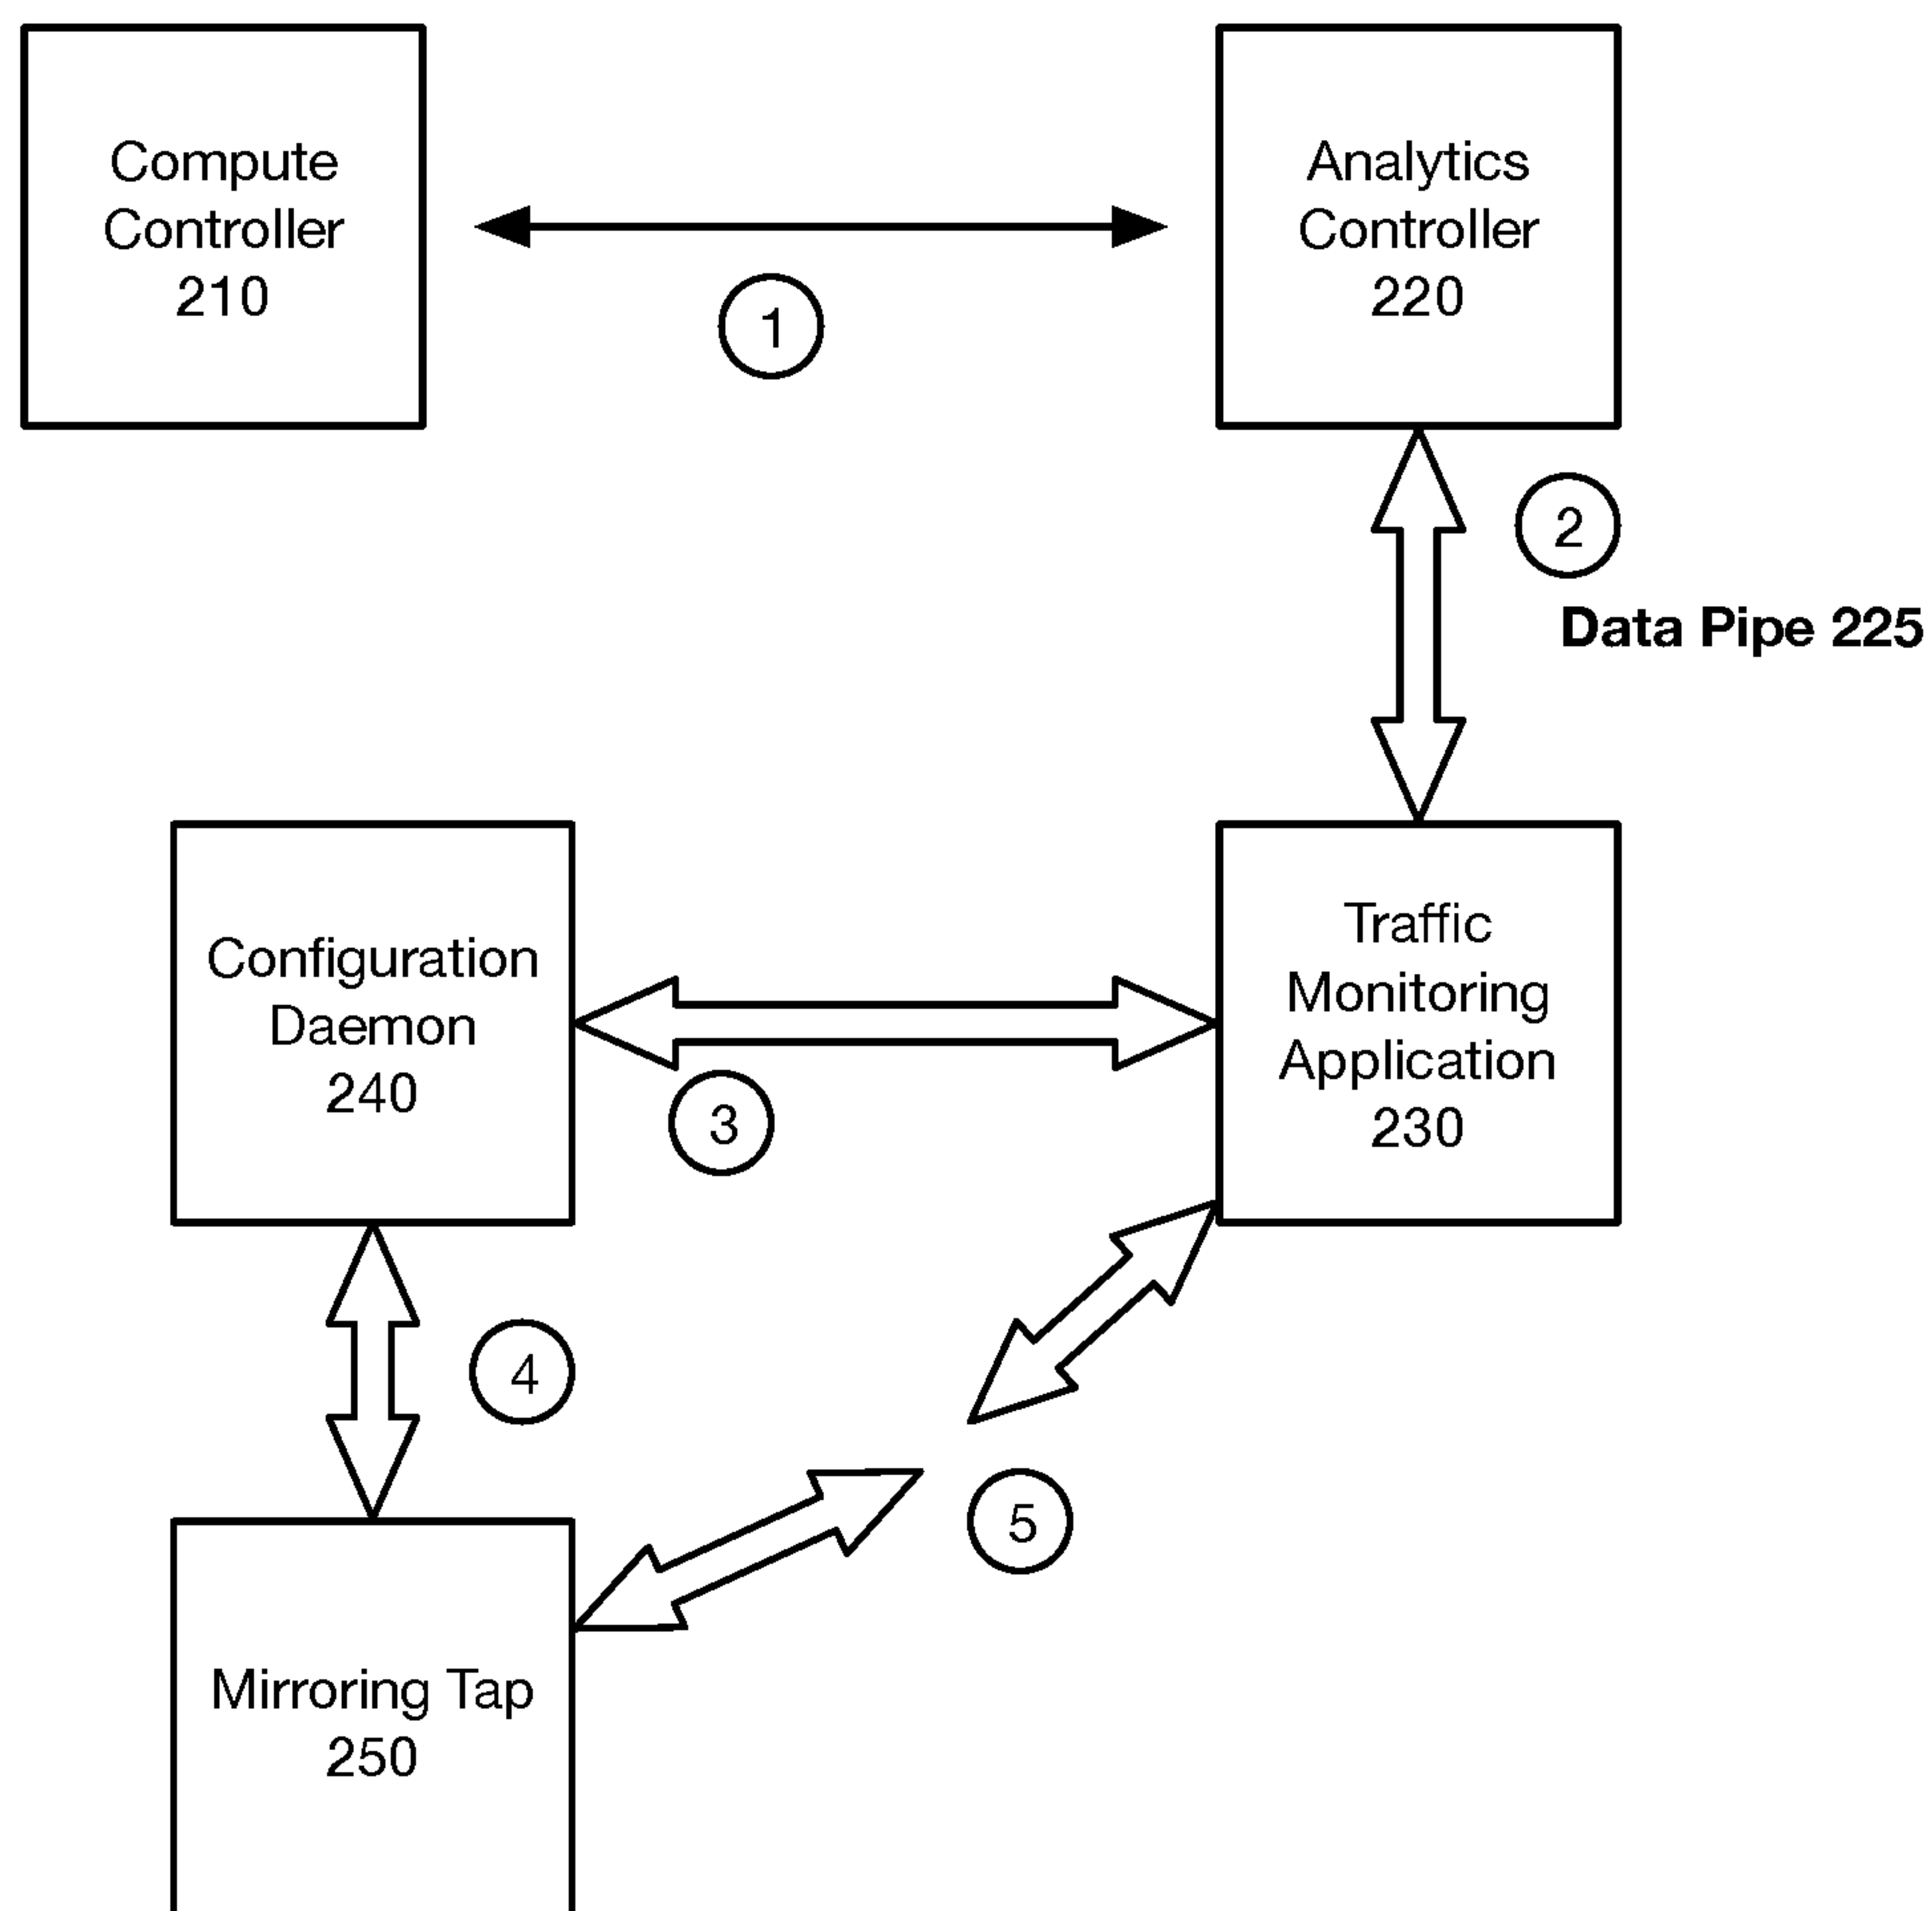 Compute
Controller
210
Analytics
Controller
220
1
2
Data Pipe 225
Configuration
Daemon
240
Traffic
Monitoring
Application
230
3
4
5
Mirroring Tap
250